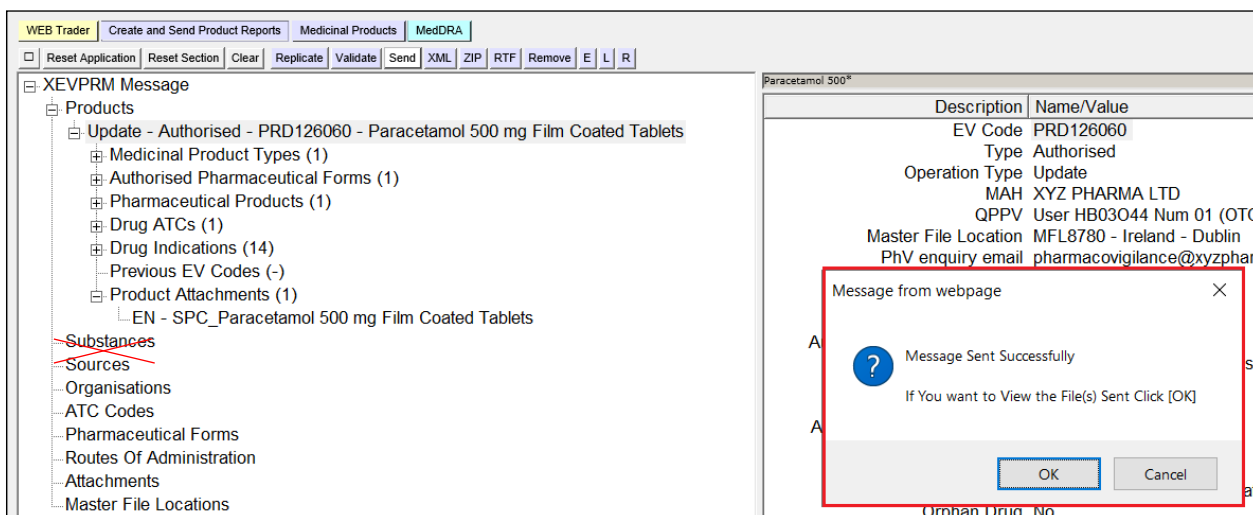 WEB Trader Create and Send Product Reports Medicinal Products MedDRA
Reset Application Reset Section Clear Replicate Validate Send XML ZIP RTF Remove E L R
XEVPRM Message
Products
Update - Authorised - PRD126060 - Paracetamol 500 mg Film Coated Tablets
Medicinal Product Types (1)
Authorised Pharmaceutical Forms (1)
Pharmaceutical Products (1)
Drug ATCs (1)
Drug Indications (14)
Previous EV Codes (-)
Product Attachments (1)
EN - SPC_Paracetamol 500 mg Film Coated Tablets
Substances
Sources
Organisations
ATC Codes
Pharmaceutical Forms
Routes Of Administration
Attachments
Master File Locations
Paracetamol 500*
Description Name/Value
EV Code PRD126060
Type Authorised
Operation Type Update
MAH XYZ PHARMA LTD
QPPV User HB03O44 Num 01 (OTC
Master File Location MFL8780 - Ireland - Dublin
PhV enquiry email pharmacovigilance@xyzphar
Message from webpage
Message Sent Successfully
If You want to View the File(s) Sent Click [OK]
OK Cancel
Orphan Drug No